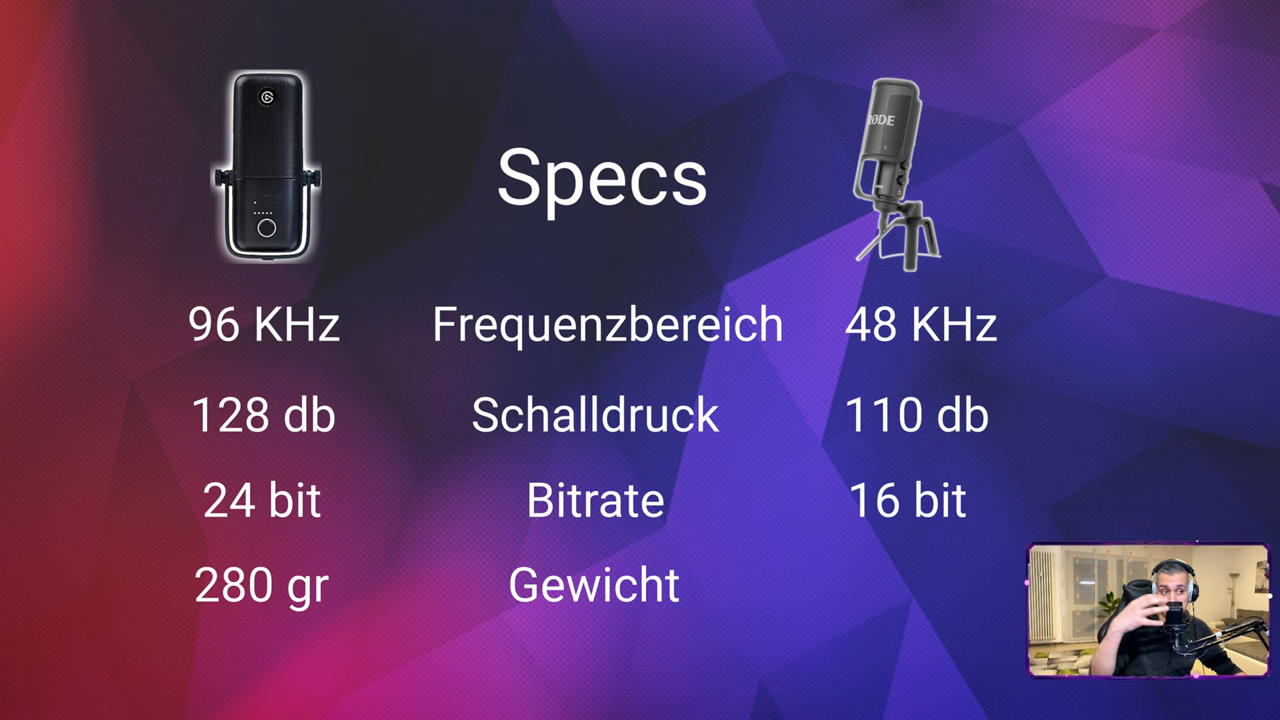 RØDE
Specs
96 KHz Frequenzbereich 48 KHz
128 db Schalldruck 110 db
24 bit Bitrate 16 bit
280 gr Gewicht